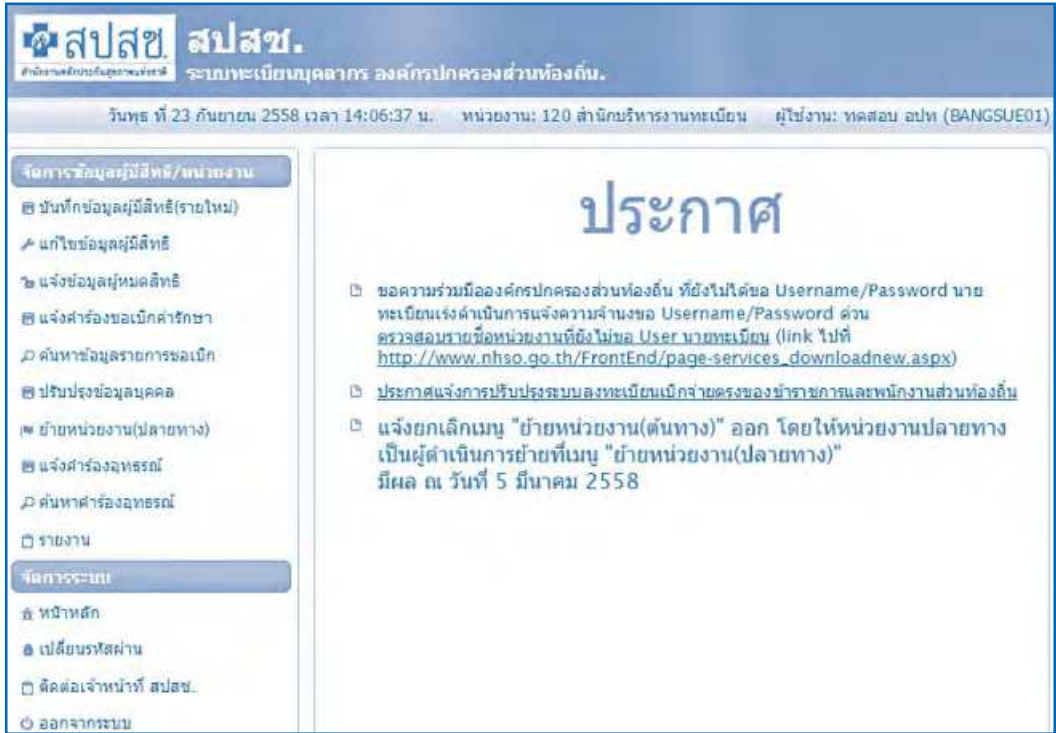 สปสช.
สำนักงานหลักประกันสุขภาพแห่งชาติ
สปสช.
ระบบทะเบียนบุคลากร องค์กรปกครองส่วนท้องถิ่น.
วันพุธ ที่ 23 กันยายน 2558 เวลา 14:06:37 น. หน่วยงาน: 120 สำนักบริหารงานทะเบียน ผู้ใช้งาน: ทดสอบ อปท (BANGSUE01)
จัดการข้อมูลผู้มีสิทธิ/หน่วยงาน
บันทึกข้อมูลผู้มีสิทธิ(รายใหม่)
แก้ไขข้อมูลผู้มีสิทธิ
แจ้งข้อมูลผู้หมดสิทธิ
แจ้งคำร้องขอเบิกค่ารักษา
ค้นหาข้อมูลรายการขอเบิก
ปรับปรุงข้อมูลบุคคล
ย้ายหน่วยงาน(ปลายทาง)
แจ้งคำร้องอุทธรณ์
ค้นหาคำร้องอุทธรณ์
รายงาน
จัดการระบบ
หน้าหลัก
เปลี่ยนรหัสผ่าน
ติดต่อเจ้าหน้าที่ สปสช.
ออกจากระบบ
ประกาศ
ขอความร่วมมือองค์กรปกครองส่วนท้องถิ่น ที่ยังไม่ได้ขอ Username/Password นาย
ทะเบียนเร่งดำเนินการแจ้งความจำนงขอ Username/Password ด่วน
ตรวจสอบรายชื่อหน่วยงานที่ยังไม่ขอ User นายทะเบียน (link ไปที่
http://www.nhso.go.th/FrontEnd/page-services_downloadnew.aspx)
ประกาศแจ้งการปรับปรุงระบบลงทะเบียนเบิกจ่ายตรงของข้าราชการและพนักงานส่วนท้องถิ่น
แจ้งยกเลิกเมนู "ย้ายหน่วยงาน(ต้นทาง)" ออก โดยให้หน่วยงานปลายทาง
เป็นผู้ดำเนินการย้ายที่เมนู "ย้ายหน่วยงาน(ปลายทาง)"
มีผล ณ วันที่ 5 มีนาคม 2558